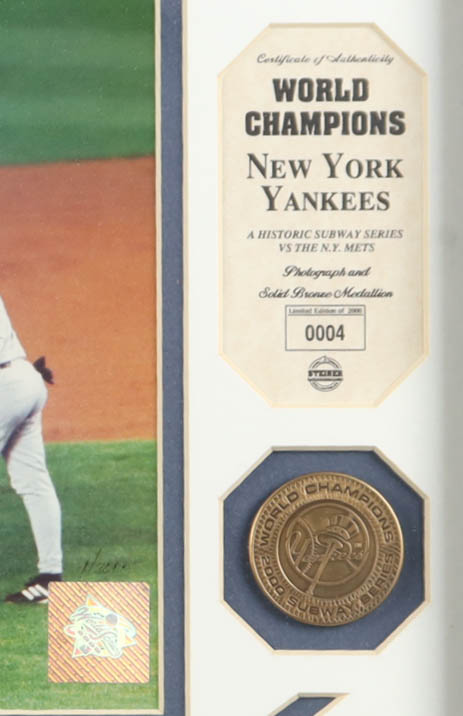 Certificate of Authenticity
WORLD
CHAMPIONS
NEW YORK
YANKEES
A HISTORIC SUBWAY SERIES
VS THE N.Y. METS
Photograph and
Solid Bronze Medallion
Limited Edition of 2000
0004
STEINER
WORLD CHAMPIONS
Yankees
2000 SUBWAY SERIES